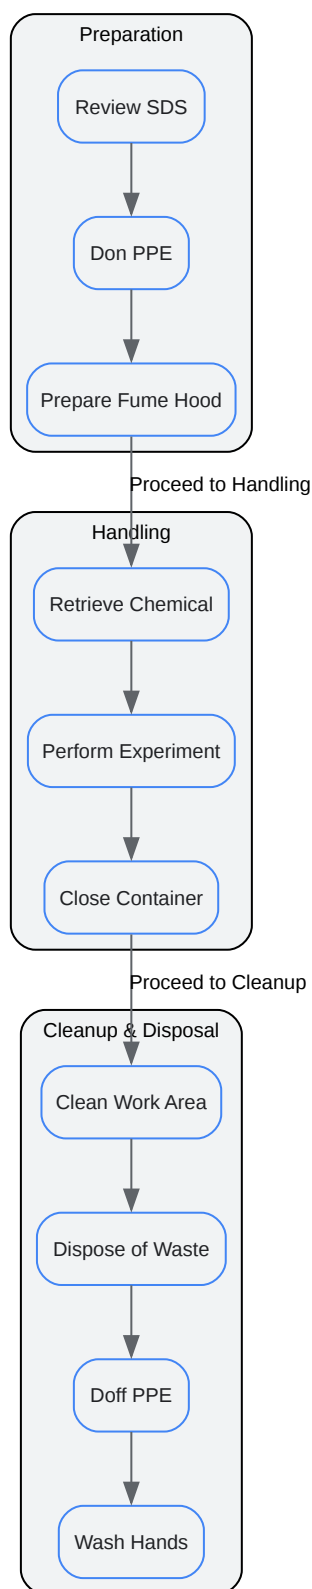 Preparation
Review SDS
Don PPE
Prepare Fume Hood
Proceed to Handling
Handling
Retrieve Chemical
Perform Experiment
Close Container
Proceed to Cleanup
Cleanup & Disposal
Clean Work Area
Dispose of Waste
Doff PPE
Wash Hands